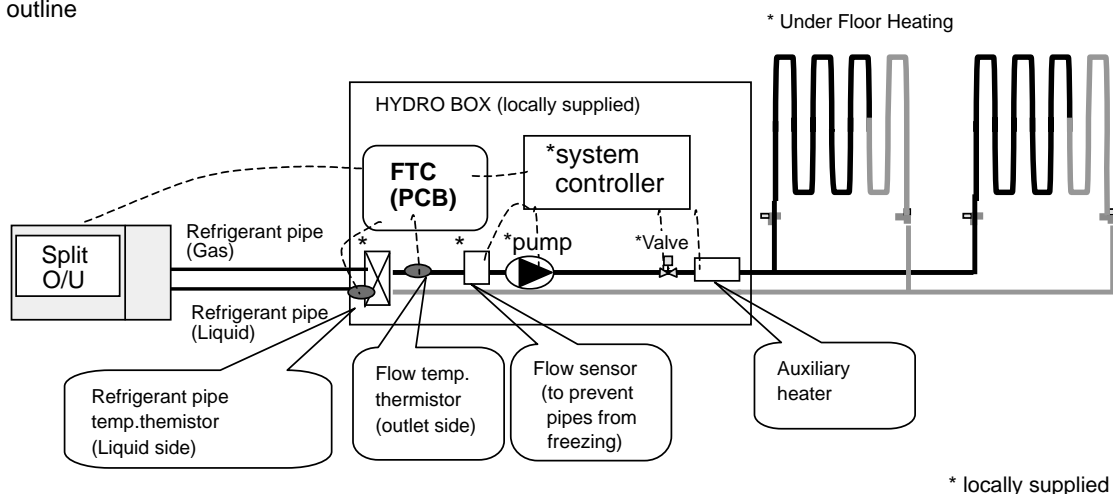 outline
* Under Floor Heating
HYDRO BOX (locally supplied)
FTC
(PCB)
*system
controller
Split
O/U
Refrigerant pipe
(Gas)
*
*
*pump
*Valve
Refrigerant pipe
(Liquid)
Refrigerant pipe
temp.themistor
(Liquid side)
Flow temp.
thermistor
(outlet side)
Flow sensor
(to prevent
pipes from
freezing)
Auxiliary
heater
* locally supplied